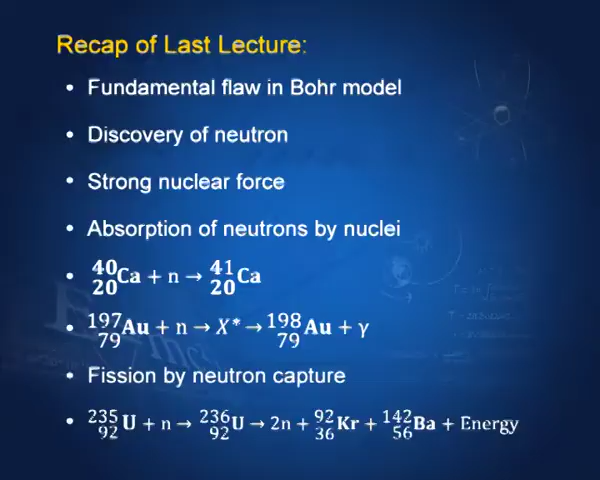 Recap of Last Lecture:
• Fundamental flaw in Bohr model
• Discovery of neutron
• Strong nuclear force
• Absorption of neutrons by nuclei
• ⁴⁰₂₀Ca + n → ⁴¹₂₀Ca
• ¹⁹⁷₇₉Au + n → X* → ¹⁹⁸₇₉Au + γ
• Fission by neutron capture
• ²³⁵₉₂U + n → ²³⁶₉₂U → 2n + ⁹²₃₆Kr + ¹⁴²₅₆Ba + Energy